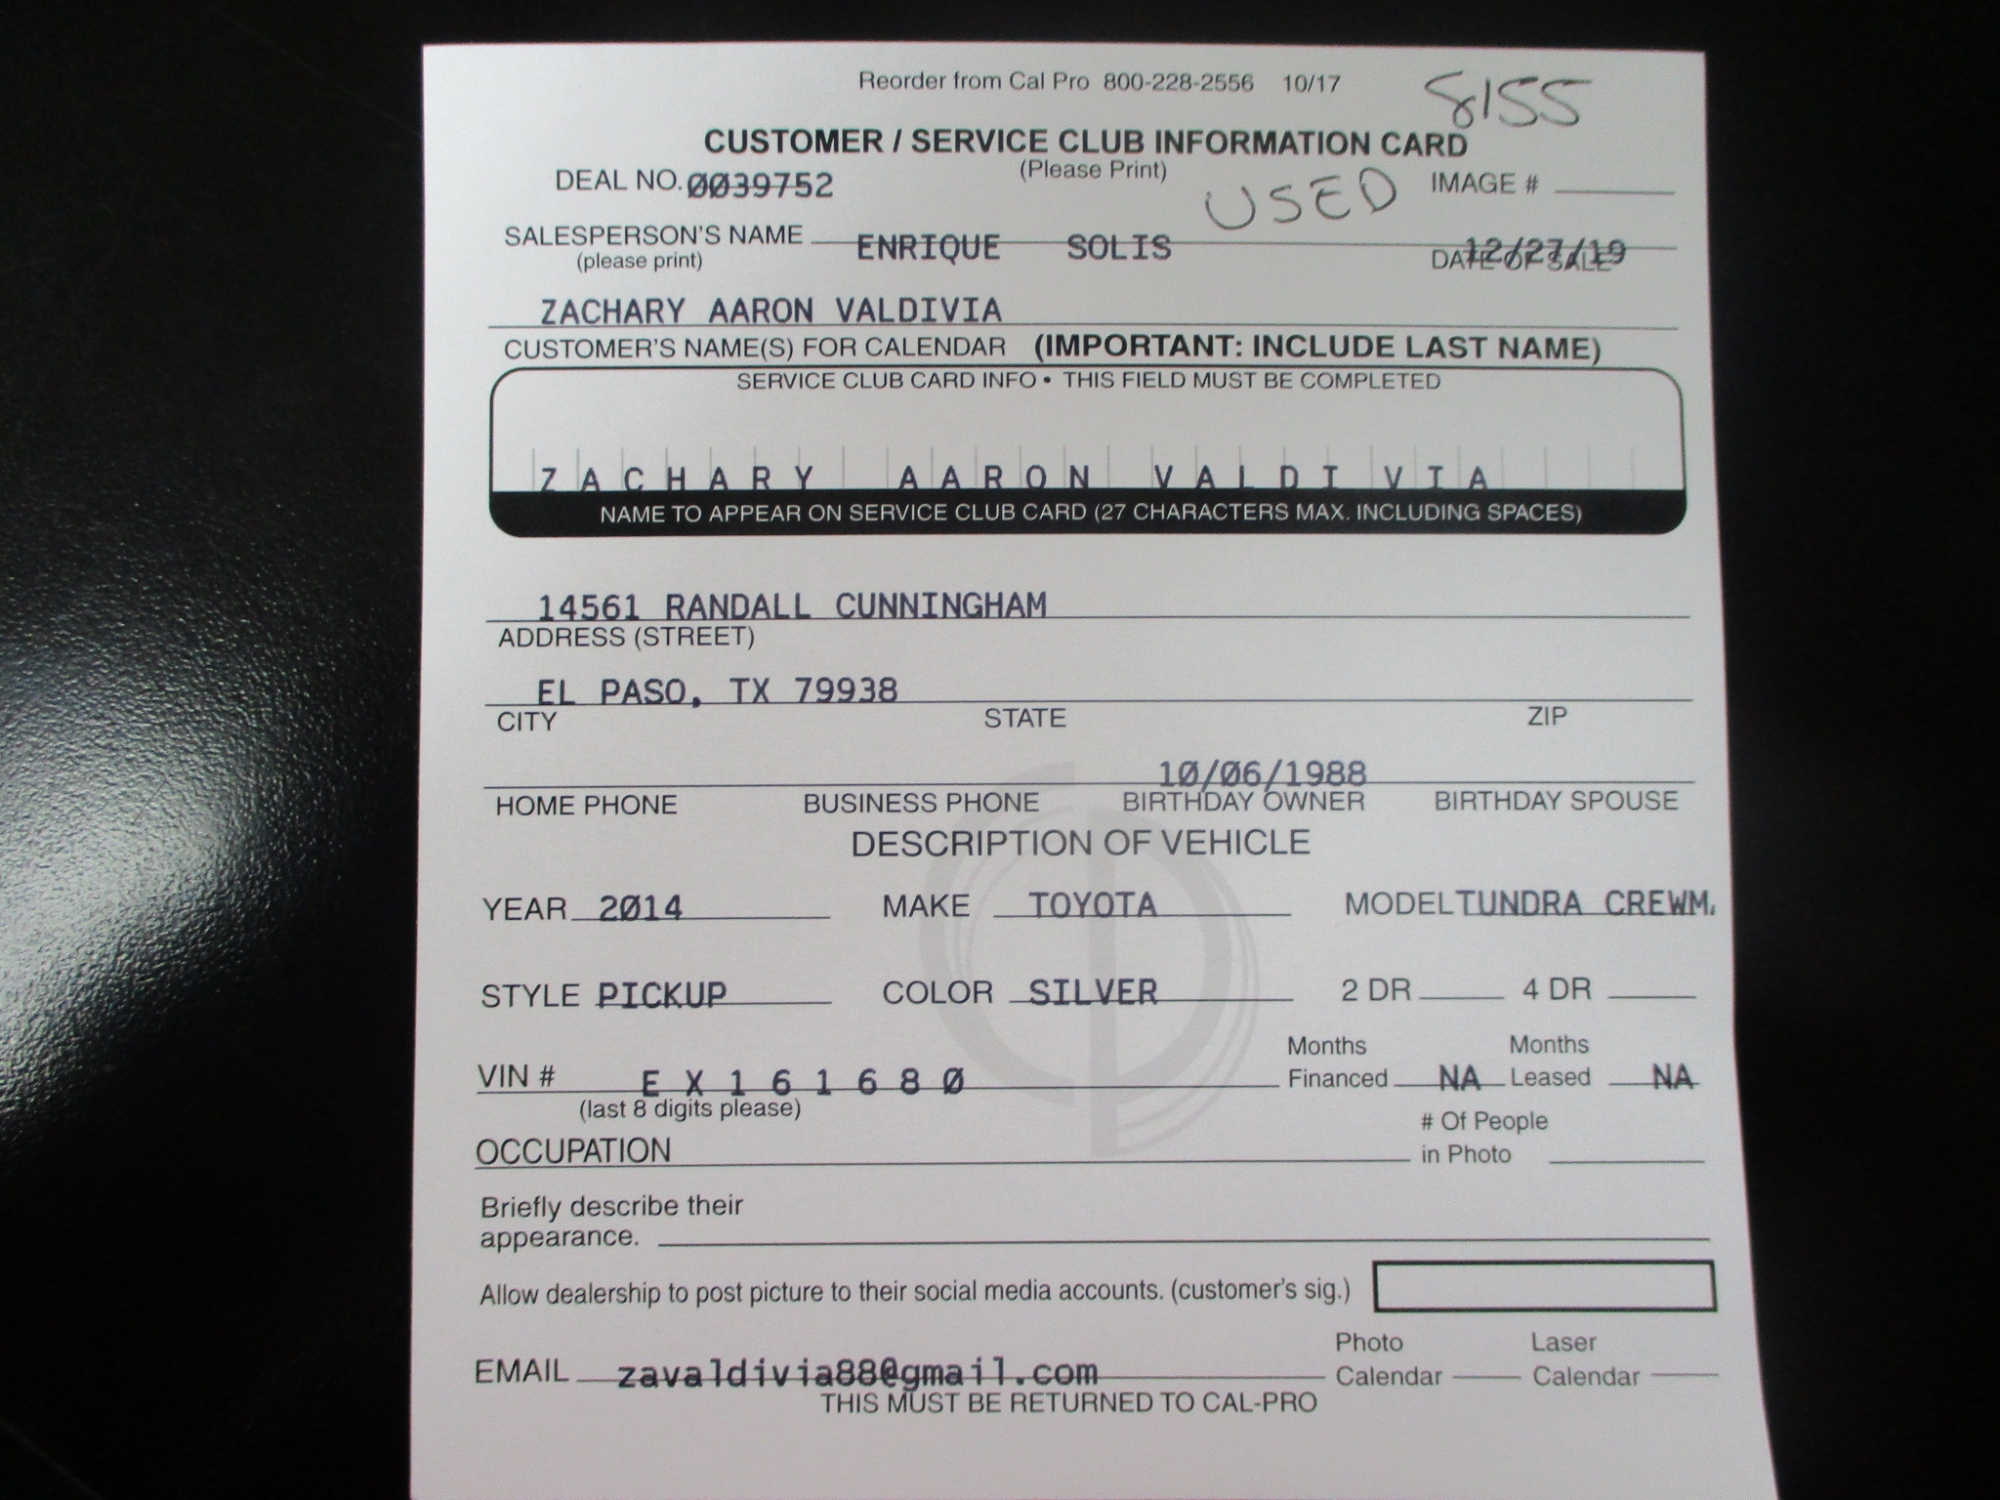 Reorder from Cal Pro 800-228-2556 10/17
8155
CUSTOMER / SERVICE CLUB INFORMATION CARD
(Please Print)
DEAL NO. 0039752 USED IMAGE #
SALESPERSON'S NAME ENRIQUE SOLIS 12/27/19
(please print) DATE OF SALE
ZACHARY AARON VALDIVIA
CUSTOMER'S NAME(S) FOR CALENDAR (IMPORTANT: INCLUDE LAST NAME)
SERVICE CLUB CARD INFO • THIS FIELD MUST BE COMPLETED
ZACHARY AARON VALDIVIA
NAME TO APPEAR ON SERVICE CLUB CARD (27 CHARACTERS MAX. INCLUDING SPACES)
14561 RANDALL CUNNINGHAM
ADDRESS (STREET)
EL PASO, TX 79938
CITY STATE ZIP
10/06/1988
HOME PHONE BUSINESS PHONE BIRTHDAY OWNER BIRTHDAY SPOUSE
DESCRIPTION OF VEHICLE
YEAR 2014 MAKE TOYOTA MODEL TUNDRA CREWM.
STYLE PICKUP COLOR SILVER 2 DR 4 DR
VIN # EX161680 Months Financed NA Months Leased NA
(last 8 digits please)
OCCUPATION # Of People in Photo
Briefly describe their
appearance.
Allow dealership to post picture to their social media accounts. (customer's sig.)
EMAIL zavaldivia88@gmail.com Photo Calendar Laser Calendar
THIS MUST BE RETURNED TO CAL-PRO